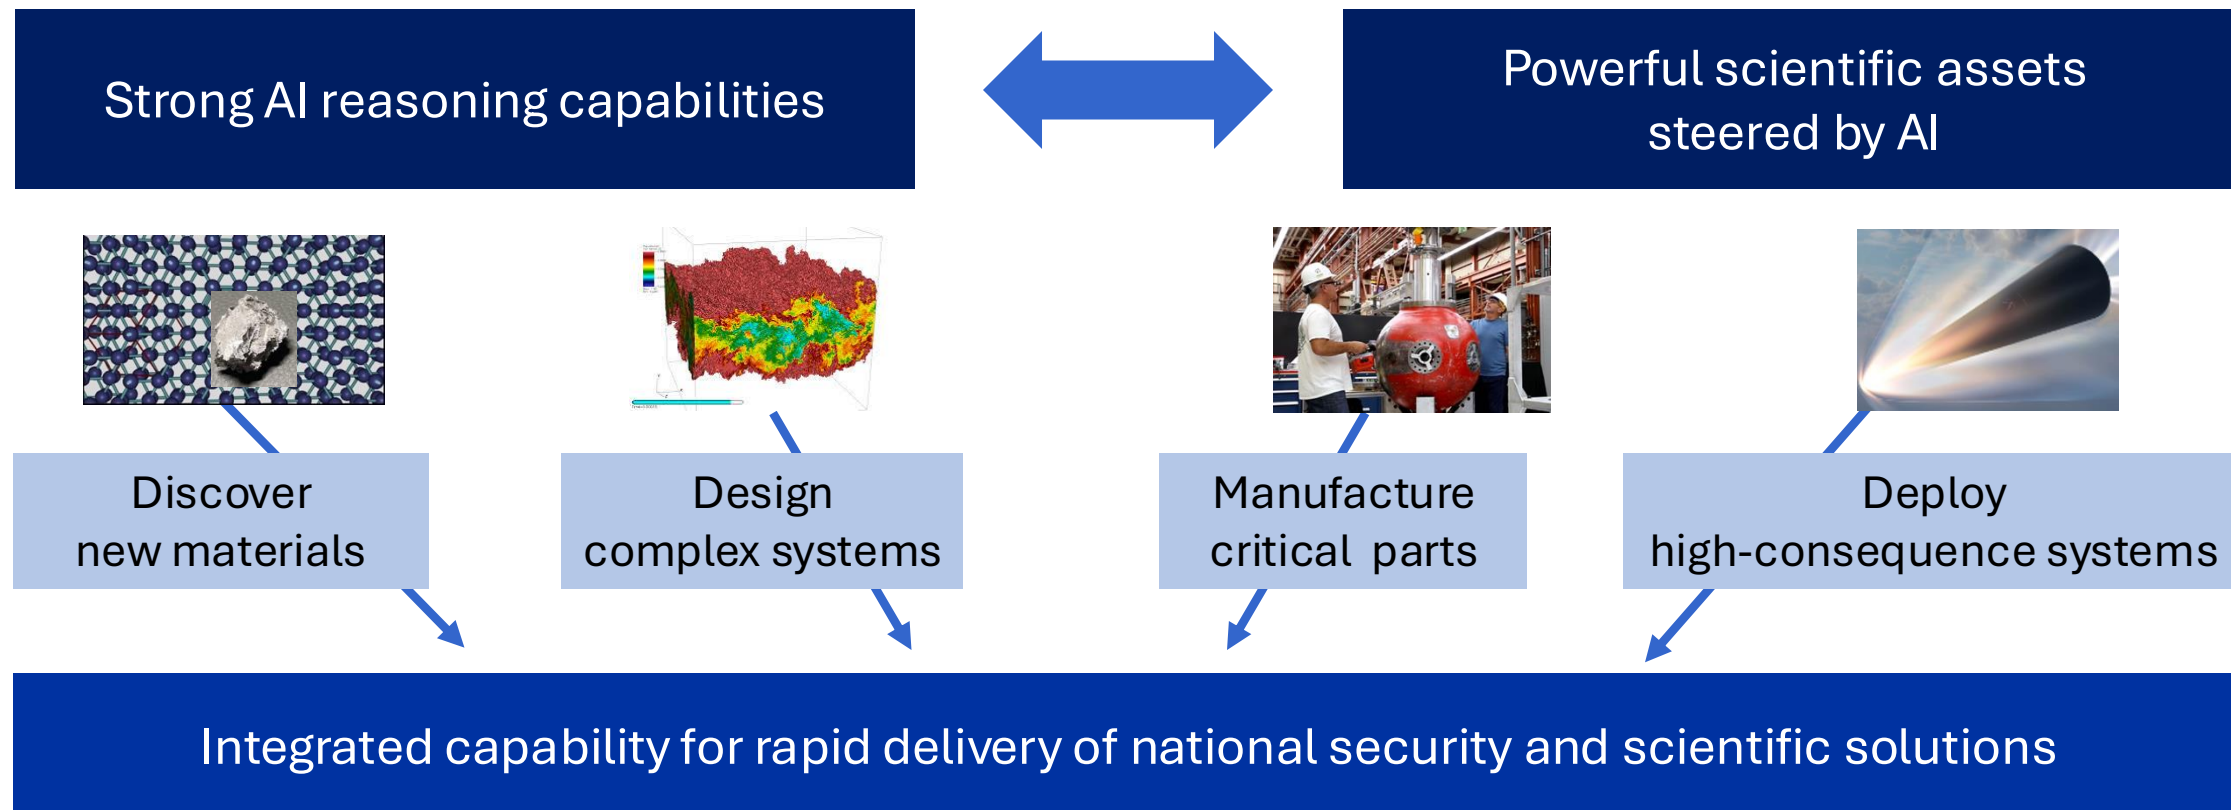 Strong AI reasoning capabilities
Powerful scientific assets
steered by AI
Discover
new materials
Design
complex systems
Manufacture
critical parts
Deploy
high-consequence systems
Integrated capability for rapid delivery of national security and scientific solutions